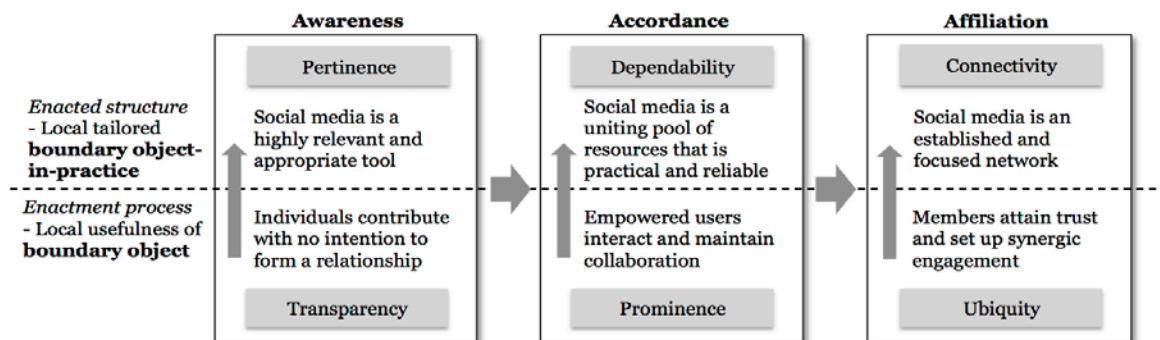 Awareness
Accordance
Affiliation
Pertinence
Dependability
Connectivity
Enacted structure
- Local tailored
boundary object-
in-practice
Social media is a
highly relevant and
appropriate tool
Social media is a
uniting pool of
resources that is
practical and reliable
Social media is an
established and
focused network
Enactment process
- Local usefulness of
boundary object
Individuals contribute
with no intention to
form a relationship
Empowered users
interact and maintain
collaboration
Members attain trust
and set up synergic
engagement
Transparency
Prominence
Ubiquity